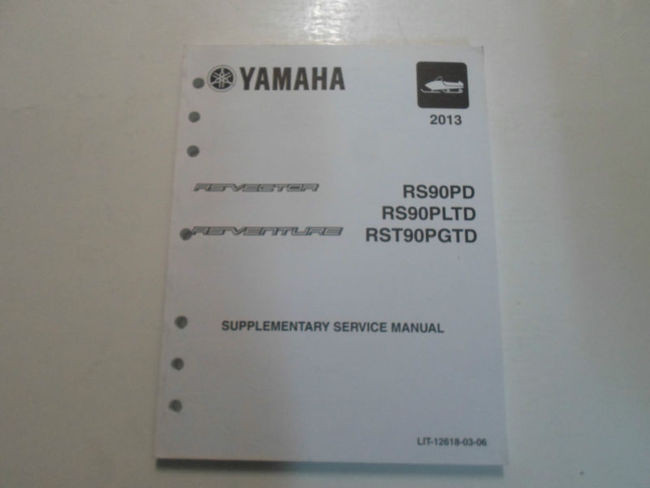 YAMAHA
2013
RSVECTOR RS90PD
RS90PLTD
RSVENTURE RST90PGTD
SUPPLEMENTARY SERVICE MANUAL
LIT-12618-03-06